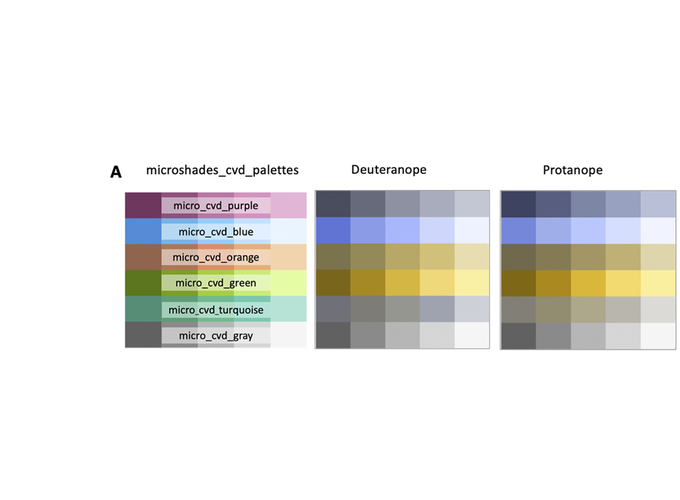 A
microshades_cvd_palettes
Deuteranope
Protanope
micro_cvd_purple
micro_cvd_blue
micro_cvd_orange
micro_cvd_green
micro_cvd_turquoise
micro_cvd_gray